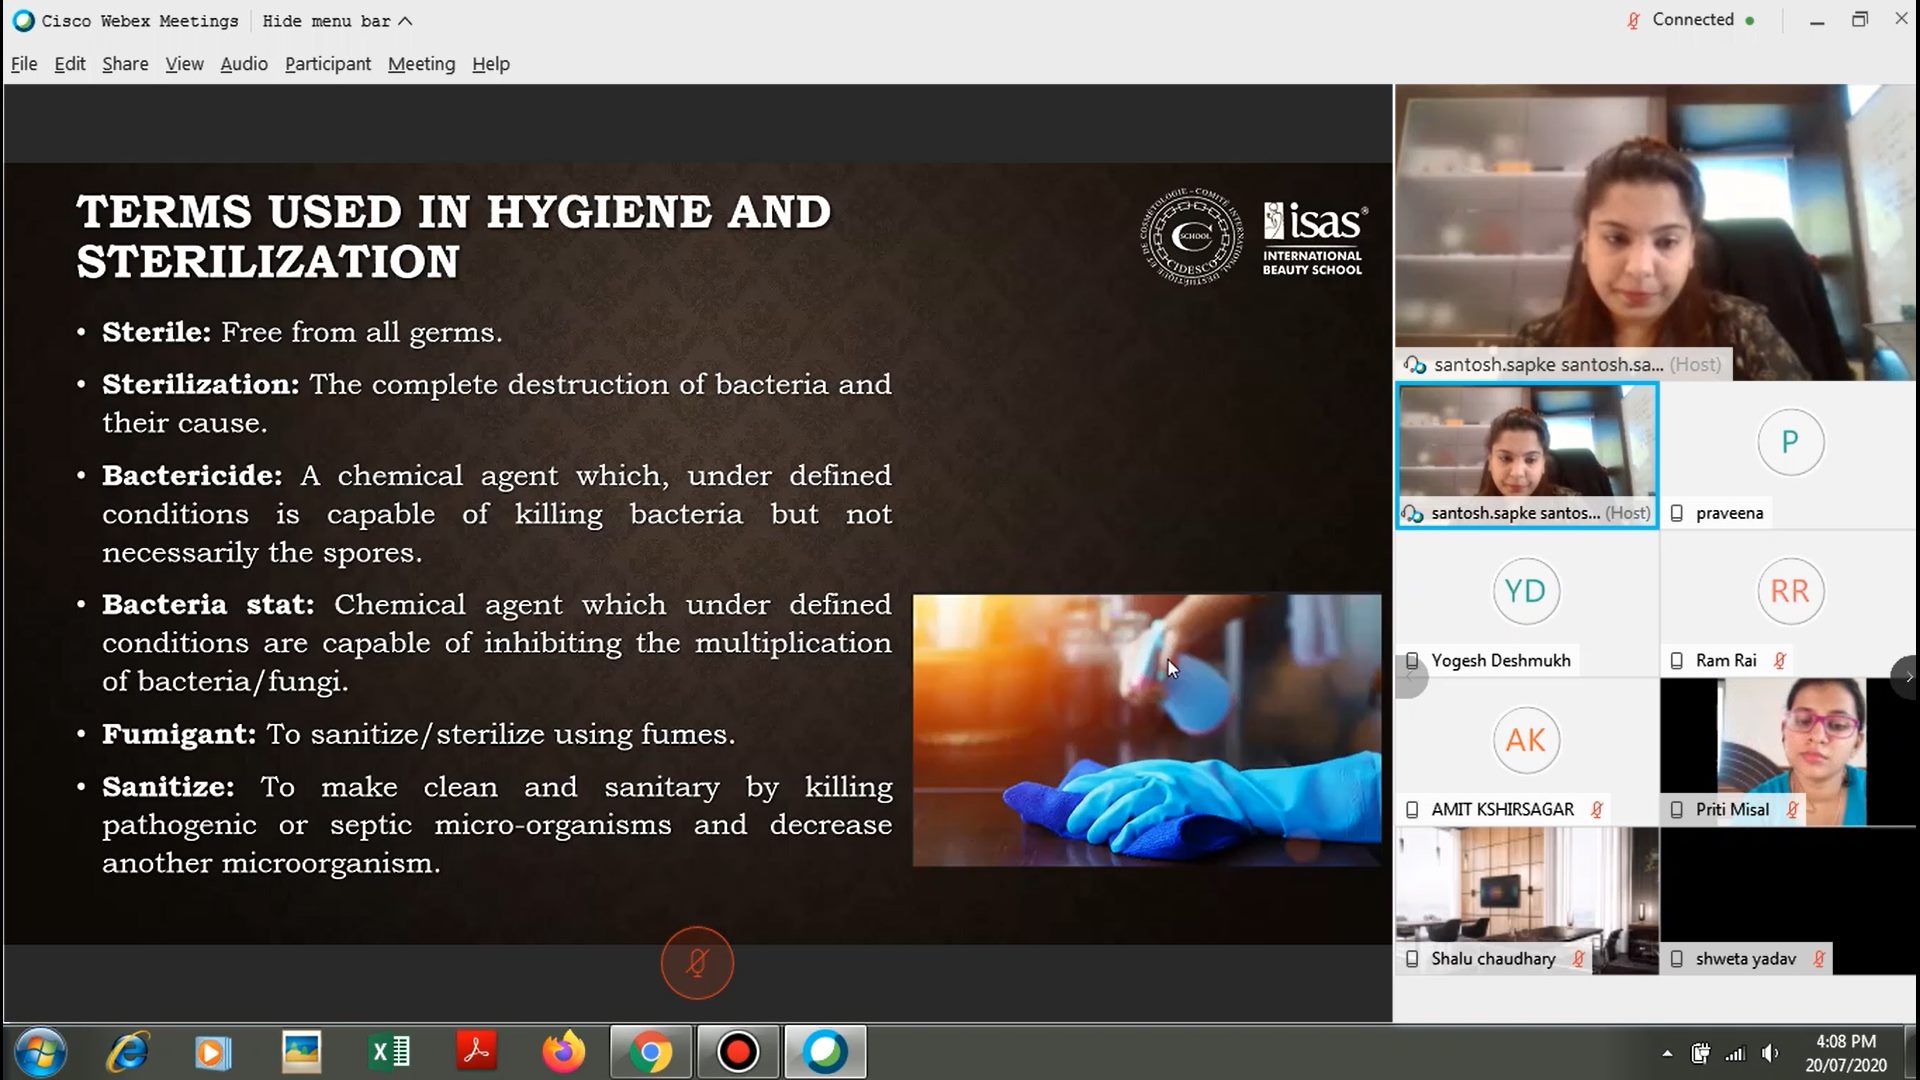 Cisco Webex Meetings
Hide menu bar
Connected
File Edit Share View Audio Participant Meeting Help
TERMS USED IN HYGIENE AND
STERILIZATION
SCHOOL
CIDESCO
isas®
INTERNATIONAL
BEAUTY SCHOOL
• Sterile: Free from all germs.
• Sterilization: The complete destruction of bacteria and
their cause.
• Bactericide: A chemical agent which, under defined
conditions is capable of killing bacteria but not
necessarily the spores.
• Bacteria stat: Chemical agent which under defined
conditions are capable of inhibiting the multiplication
of bacteria/fungi.
• Fumigant: To sanitize/sterilize using fumes.
• Sanitize: To make clean and sanitary by killing
pathogenic or septic micro-organisms and decrease
another microorganism.
santosh.sapke santosh.sa... (Host)
santosh.sapke santos... (Host)
P
praveena
YD
Yogesh Deshmukh
RR
Ram Rai
AK
AMIT KSHIRSAGAR
Priti Misal
Shalu chaudhary
shweta yadav
4:08 PM
20/07/2020